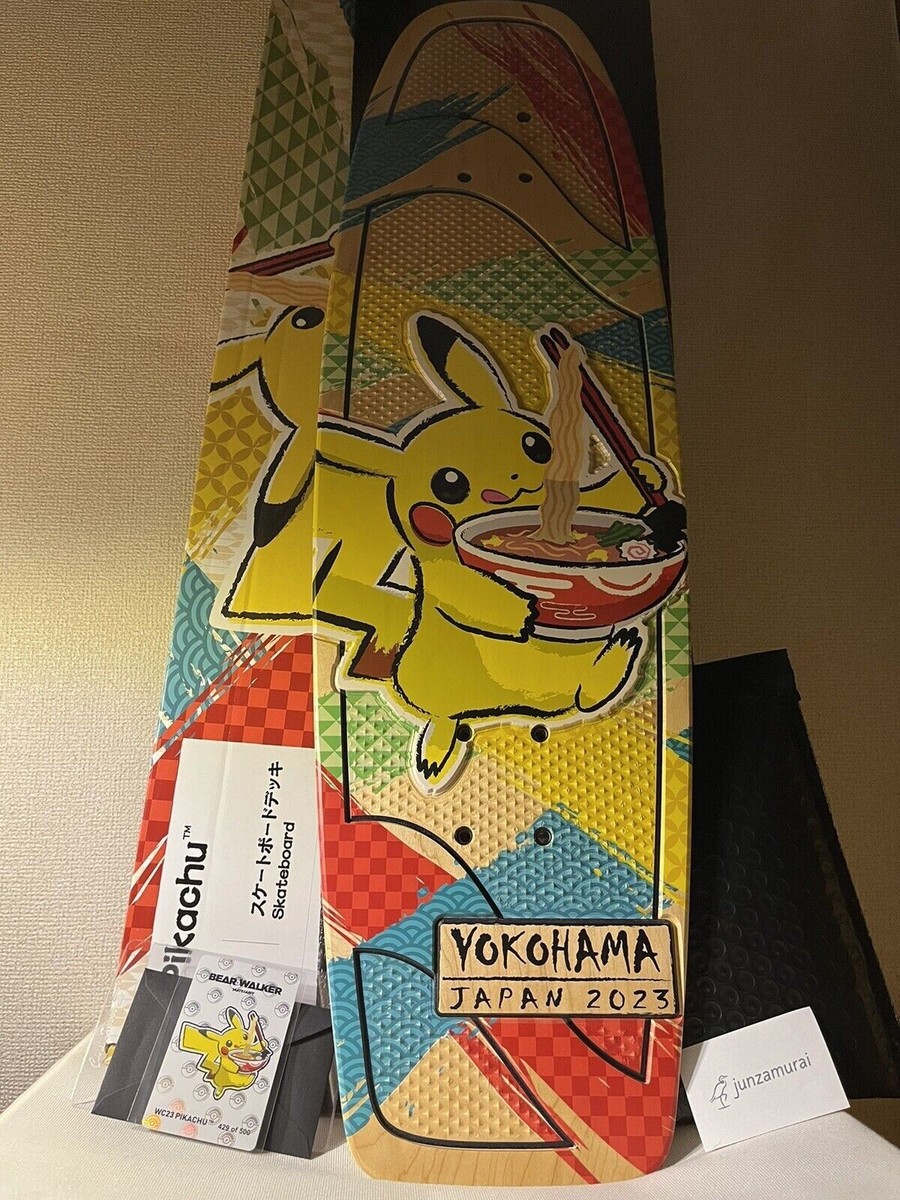 YOKOHAMA
JAPAN 2023
Pikachu™
スケートボードデッキ
Skateboard
BEAR WALKER
WC23 PIKACHU™
429 of 500
junzamurai